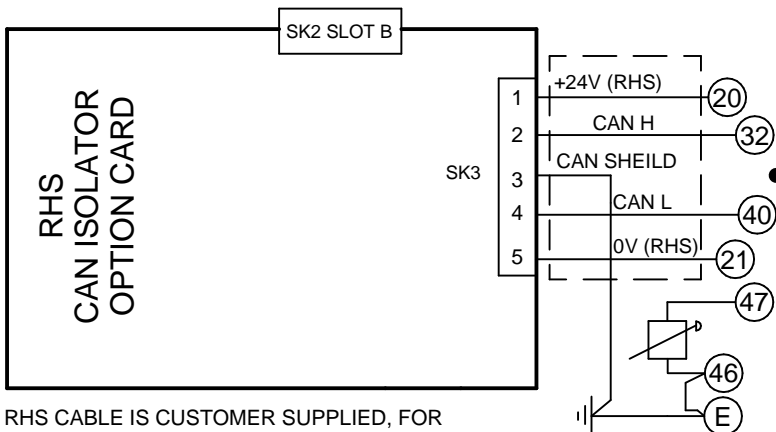 SK2 SLOT B
RHS
CAN ISOLATOR
OPTION CARD
SK3
1
2
3
4
5
+24V (RHS)
CAN H
CAN SHEILD
CAN L
0V (RHS)
20
32
40
21
47
46
E
RHS CABLE IS CUSTOMER SUPPLIED, FOR